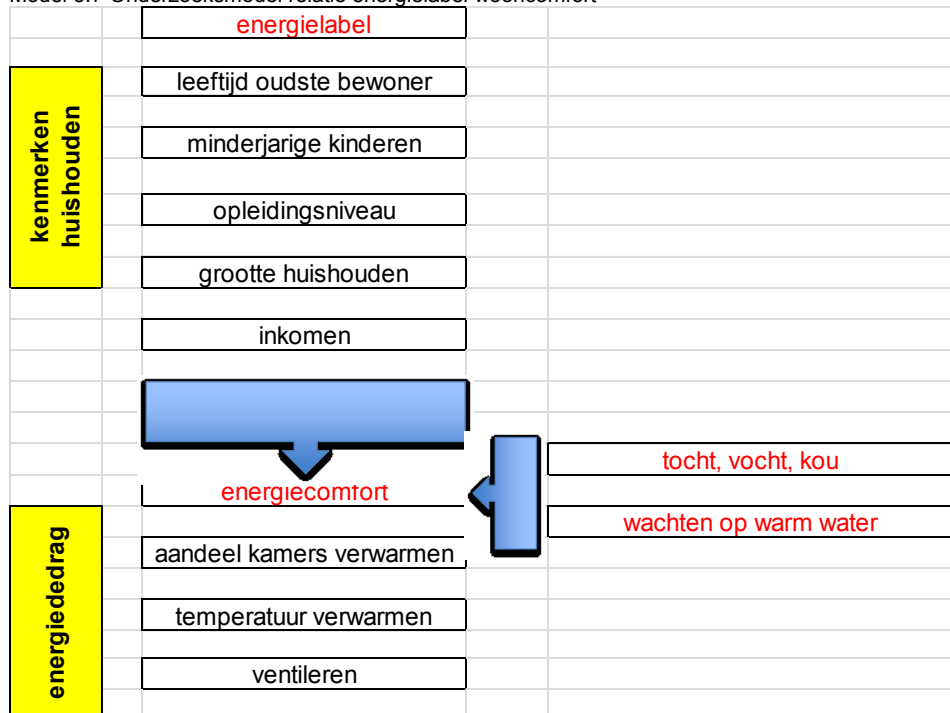 energielabel
kenmerken
huishouden
leeftijd oudste bewoner
minderjarige kinderen
opleidingsniveau
grootte huishouden
inkomen
energiecomfort
tocht, vocht, kou
wachten op warm water
energiededrag
aandeel kamers verwarmen
temperatuur verwarmen
ventileren